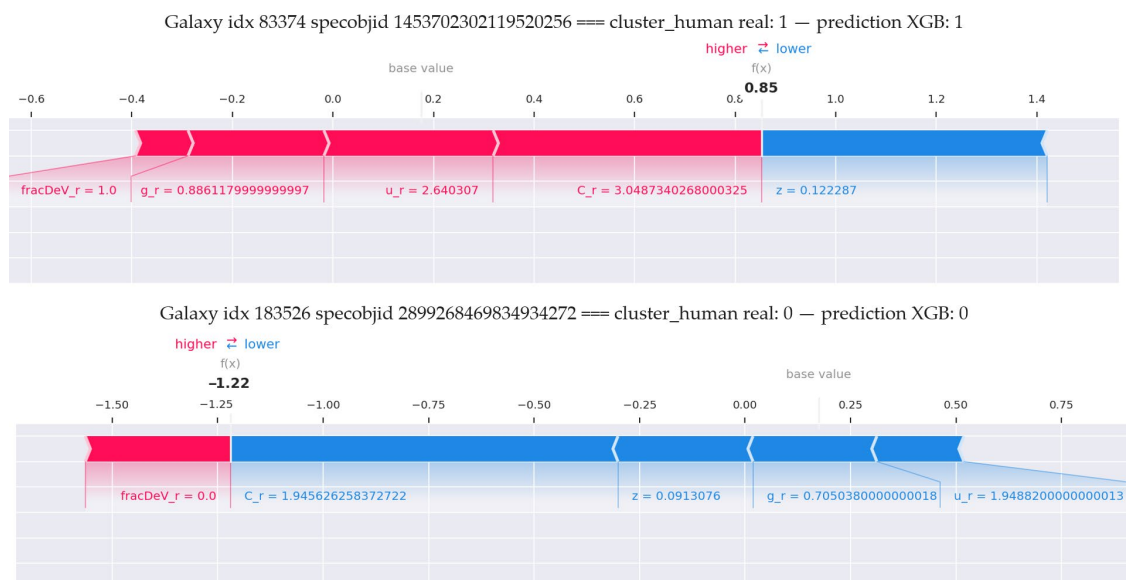 Galaxy idx 83374 specobjid 1453702302119520256 === cluster_human real: 1 — prediction XGB: 1
higher ⇄ lower
base value f(x)
0.85
−0.6 −0.4 −0.2 0.0 0.2 0.4 0.6 0.8 1.0 1.2 1.4
fracDeV_r = 1.0 g_r = 0.8861179999999997 u_r = 2.640307 C_r = 3.0487340268000325 z = 0.122287
Galaxy idx 183526 specobjid 2899268469834934272 === cluster_human real: 0 — prediction XGB: 0
higher ⇄ lower
f(x)
−1.22
base value
−1.50 −1.25 −1.00 −0.75 −0.50 −0.25 0.00 0.25 0.50 0.75
fracDeV_r = 0.0 C_r = 1.945626258372722 z = 0.0913076 g_r = 0.7050380000000018 u_r = 1.9488200000000013